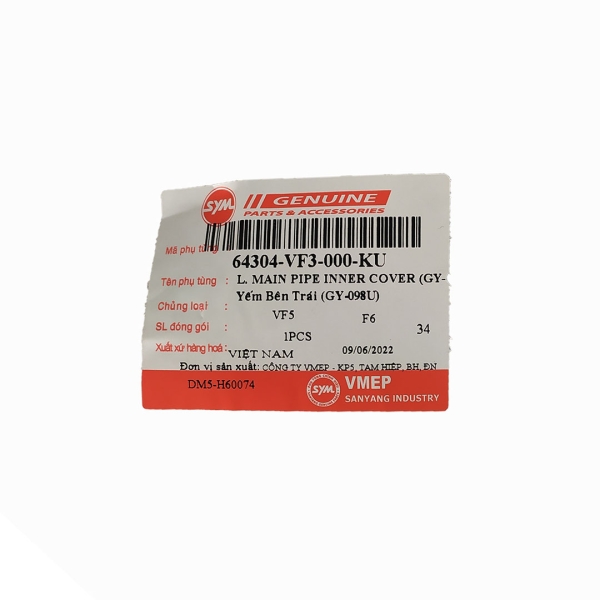 SYM GENUINE
PARTS & ACCESSORIES
Mã phụ tùng
64304-VF3-000-KU
Tên phụ tùng : L. MAIN PIPE INNER COVER (GY-
Yếm Bên Trái (GY-098U)
Chủng loại : VF5 F6
SL đóng gói : 1PCS 34
Xuất xứ hàng hoá: VIỆT NAM 09/06/2022
Đơn vị sản xuất: CÔNG TY VMEP - KP5, TAM HIỆP, BH, ĐN
DM5-H60074 SYM VMEP
SANYANG INDUSTRY